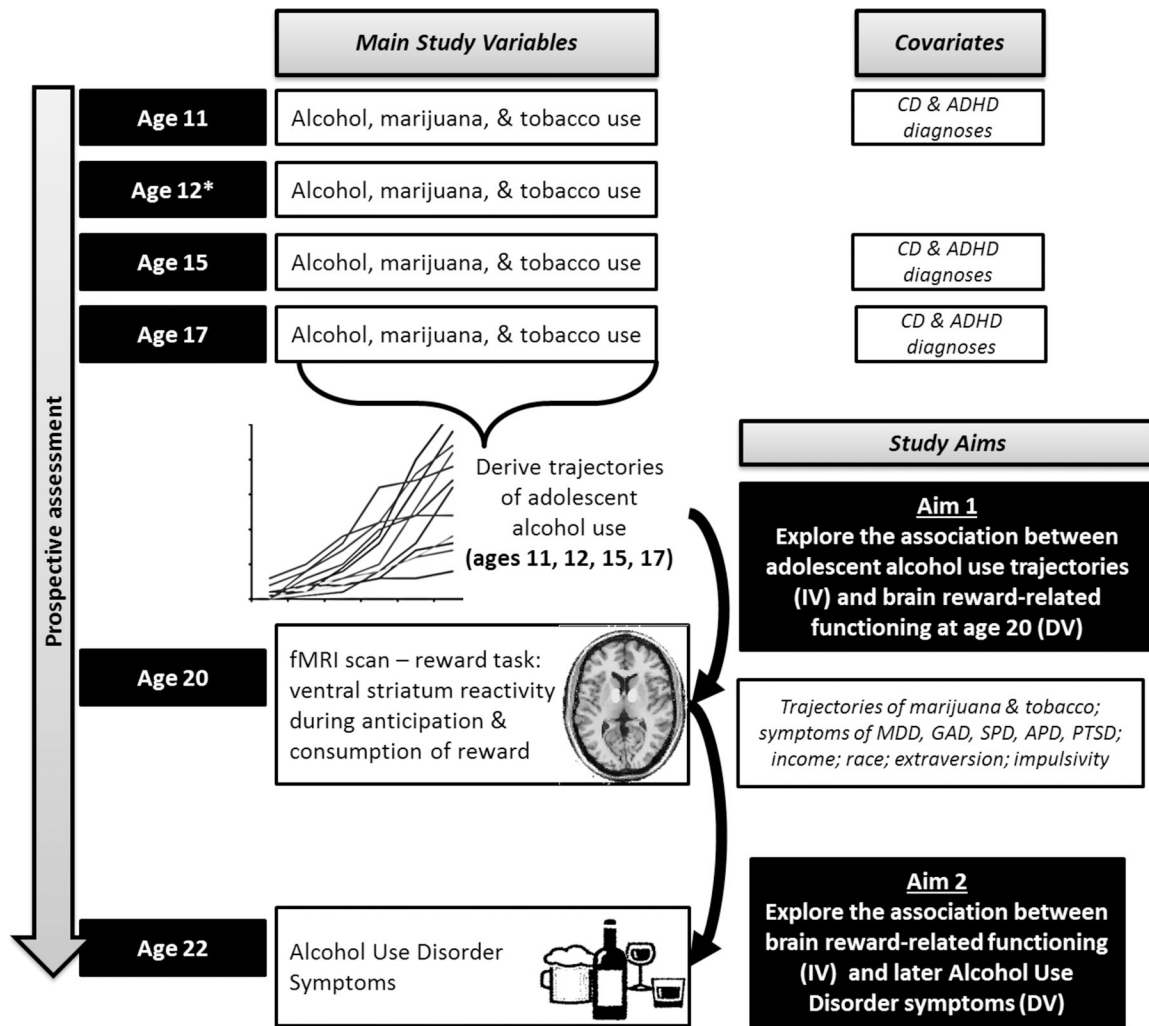 Main Study Variables
Covariates
Prospective assessment
Age 11
Alcohol, marijuana, & tobacco use
CD & ADHD
diagnoses
Age 12*
Alcohol, marijuana, & tobacco use
Age 15
Alcohol, marijuana, & tobacco use
CD & ADHD
diagnoses
Age 17
Alcohol, marijuana, & tobacco use
CD & ADHD
diagnoses
Derive trajectories
of adolescent
alcohol use
(ages 11, 12, 15, 17)
Study Aims
Aim 1
Explore the association between
adolescent alcohol use trajectories
(IV) and brain reward-related
functioning at age 20 (DV)
Age 20
fMRI scan – reward task:
ventral striatum reactivity
during anticipation &
consumption of reward
Trajectories of marijuana & tobacco;
symptoms of MDD, GAD, SPD, APD, PTSD;
income; race; extraversion; impulsivity
Age 22
Alcohol Use Disorder
Symptoms
Aim 2
Explore the association between
brain reward-related functioning
(IV) and later Alcohol Use
Disorder symptoms (DV)